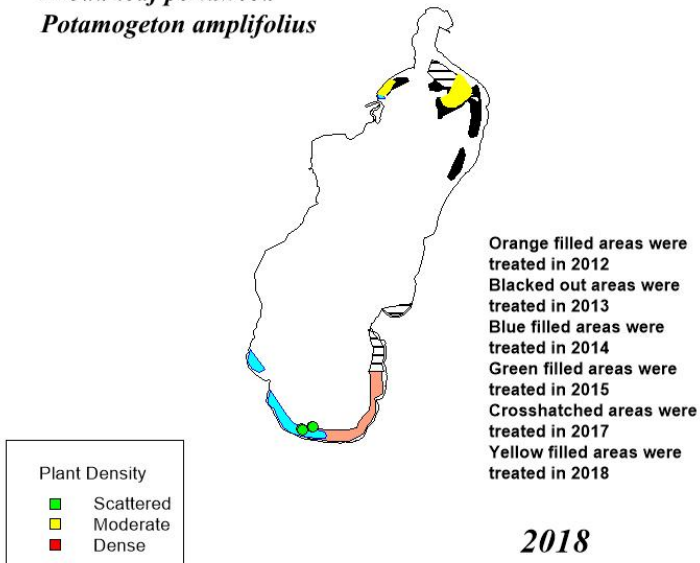 Potamogeton amplifolius
Orange filled areas were
treated in 2012
Blacked out areas were
treated in 2013
Blue filled areas were
treated in 2014
Green filled areas were
treated in 2015
Crosshatched areas were
treated in 2017
Yellow filled areas were
treated in 2018
Plant Density
Scattered
Moderate
Dense
2018